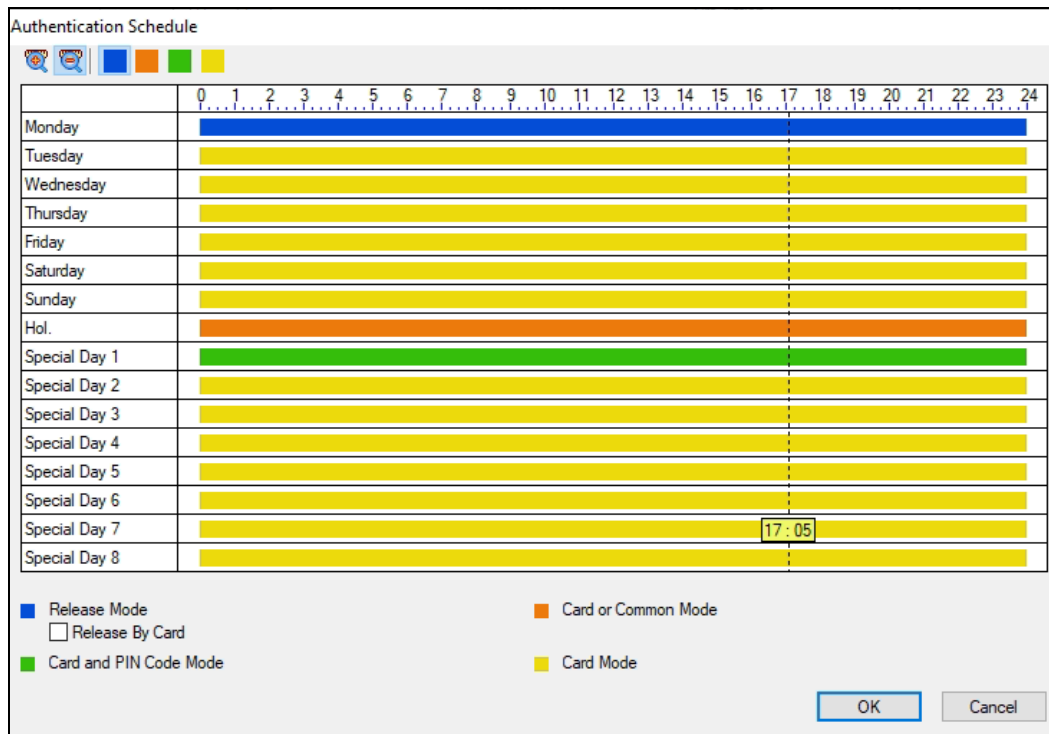 Authentication Schedule
0 1 2 3 4 5 6 7 8 9 10 11 12 13 14 15 16 17 18 19 20 21 22 23 24
Monday
Tuesday
Wednesday
Thursday
Friday
Saturday
Sunday
Hol.
Special Day 1
Special Day 2
Special Day 3
Special Day 4
Special Day 5
Special Day 6
Special Day 7 17 : 05
Special Day 8
Release Mode Card or Common Mode
Release By Card
Card and PIN Code Mode Card Mode
OK Cancel